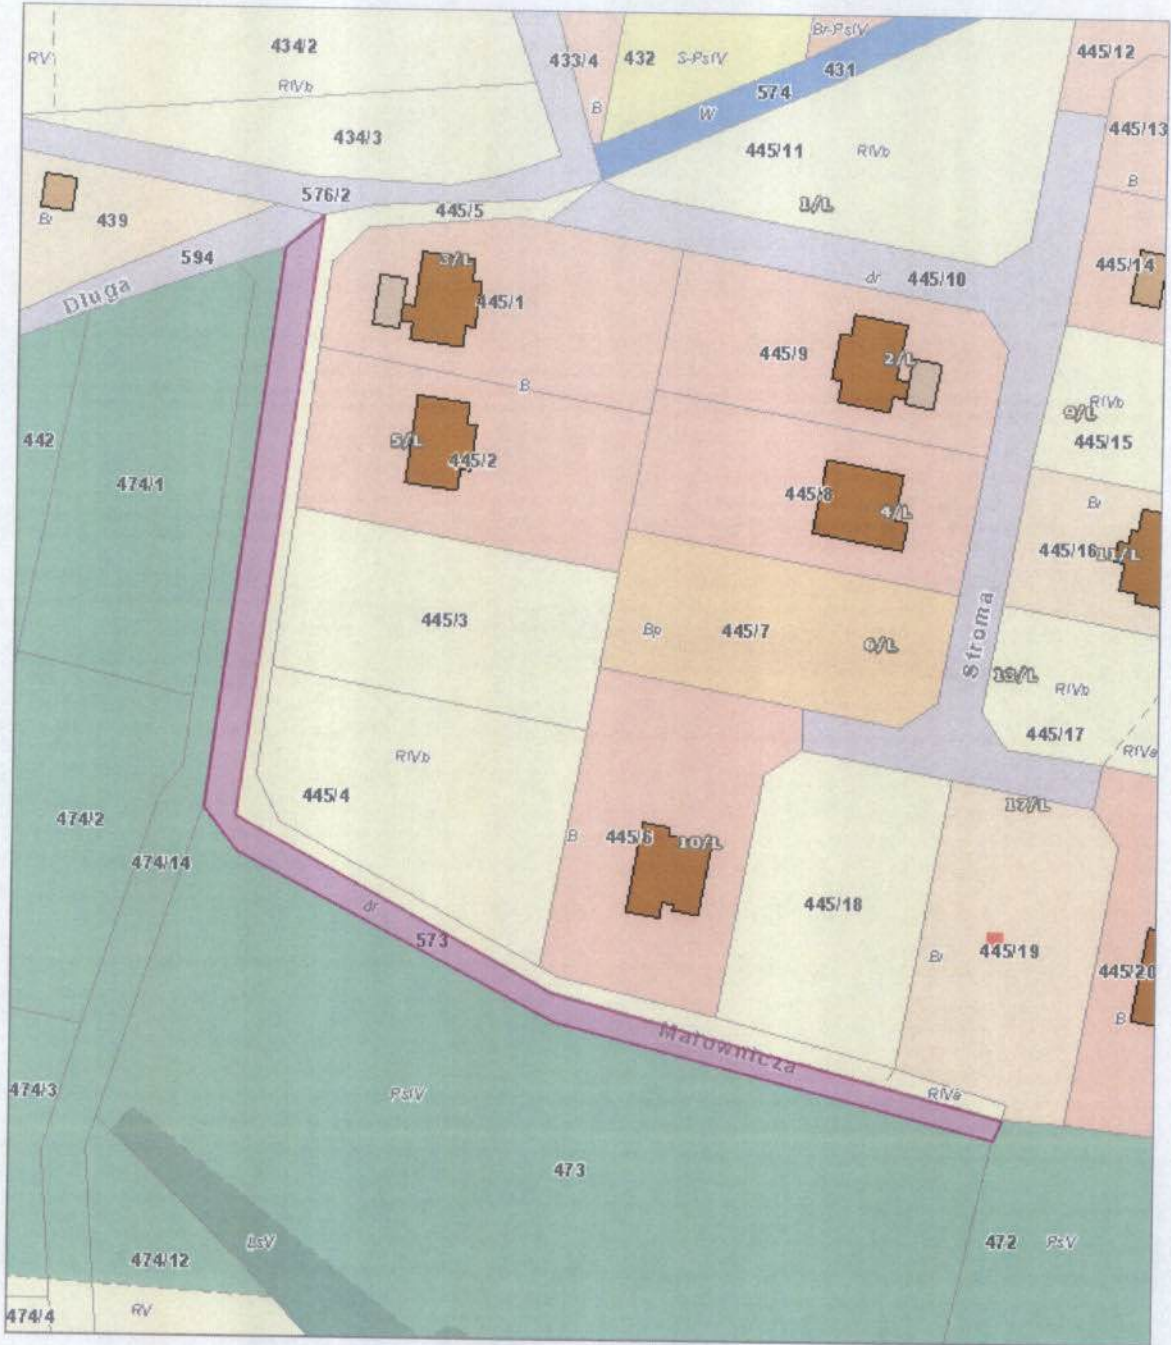 434/2
RV
RIVb
434/3
433/4
B
432
S-PsIV
Br-PsIV
431
574
W
445/12
445/13
B
445/11
RIVb
1/L
576/2
445/5
439
Br
594
Długa
dr
445/10
445/14
3/L
445/1
B
445/9
2/L
RIVb
9/L
445/15
442
474/1
5/L
445/2
445/8
4/L
Br
445/16
11/L
445/3
Bp
445/7
6/L
Stroma
13/L
RIVb
445/17
RIVa
RIVb
445/4
474/2
474/14
B
445/6
10/L
17/L
445/18
dr
573
Br
445/19
445/20
B
Malownicza
RIVa
474/3
PsIV
473
474/12
LsV
472
PsV
474/4
RV